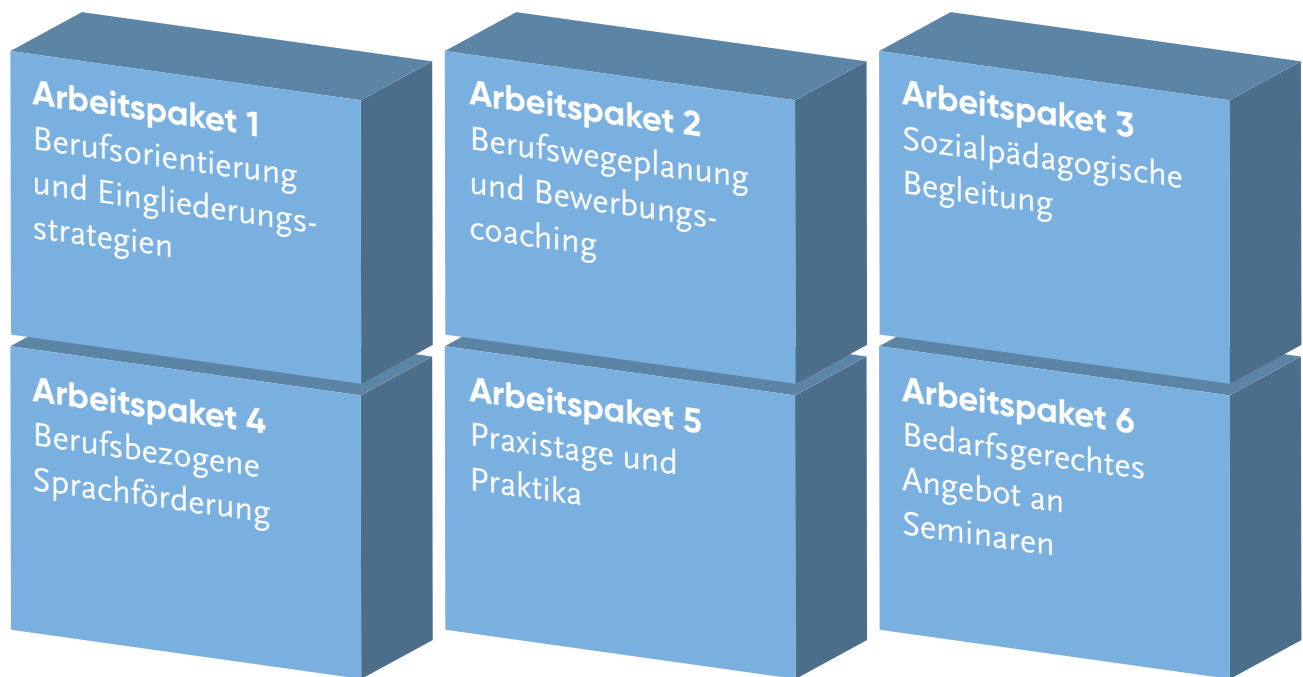 Arbeitspaket 1
Berufsorientierung
und Eingliederungs-
strategien
Arbeitspaket 2
Berufswegeplanung
und Bewerbungs-
coaching
Arbeitspaket 3
Sozialpädagogische
Begleitung
Arbeitspaket 4
Berufsbezogene
Sprachförderung
Arbeitspaket 5
Praxistage und
Praktika
Arbeitspaket 6
Bedarfsgerechtes
Angebot an
Seminaren